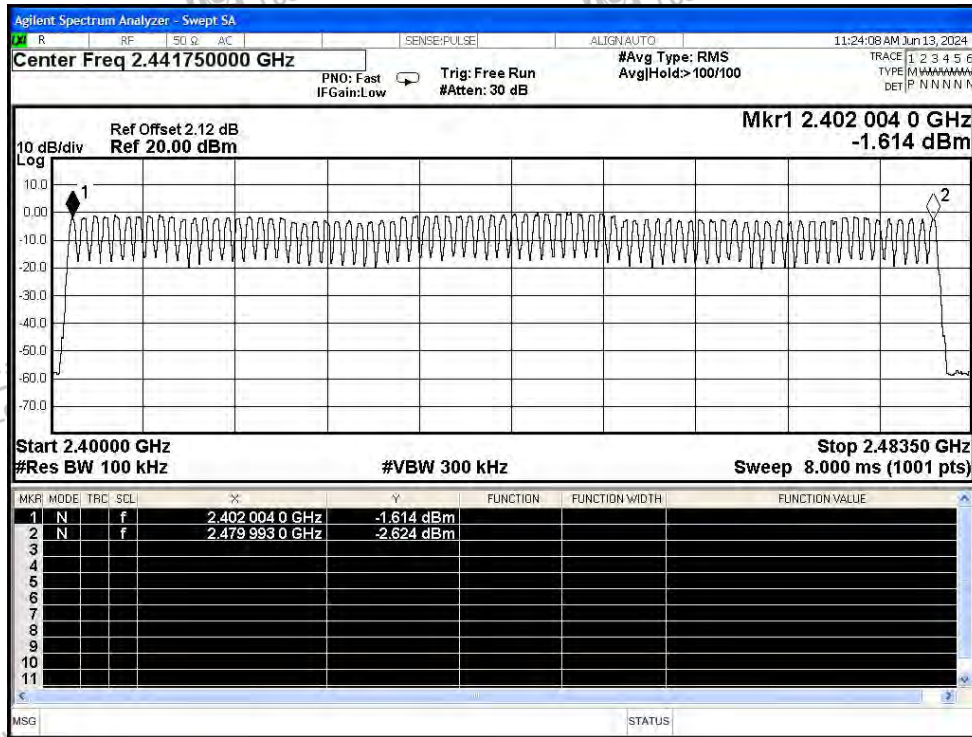 Agilent Spectrum Analyzer - Swept SA
LXI R RF 50 Ω AC SENSE:PULSE ALIGN AUTO 11:24:08 AM Jun 13, 2024
Center Freq 2.441750000 GHz #Avg Type: RMS TRACE 1 2 3 4 5 6
PNO: Fast Trig: Free Run Avg|Hold:>100/100 TYPE M
IFGain:Low #Atten: 30 dB DET P N N N N N
Ref Offset 2.12 dB Mkr1 2.402 004 0 GHz
10 dB/div Ref 20.00 dBm -1.614 dBm
Log
10.0
1 2
0.00
-10.0
-20.0
-30.0
-40.0
-50.0
-60.0
-70.0
Start 2.40000 GHz Stop 2.48350 GHz
#Res BW 100 kHz #VBW 300 kHz Sweep 8.000 ms (1001 pts)
MKR MODE TRC SCL X Y FUNCTION FUNCTION WIDTH FUNCTION VALUE
1 N f 2.402 004 0 GHz -1.614 dBm
2 N f 2.479 993 0 GHz -2.624 dBm
3
4
5
6
7
8
9
10
11
MSG STATUS